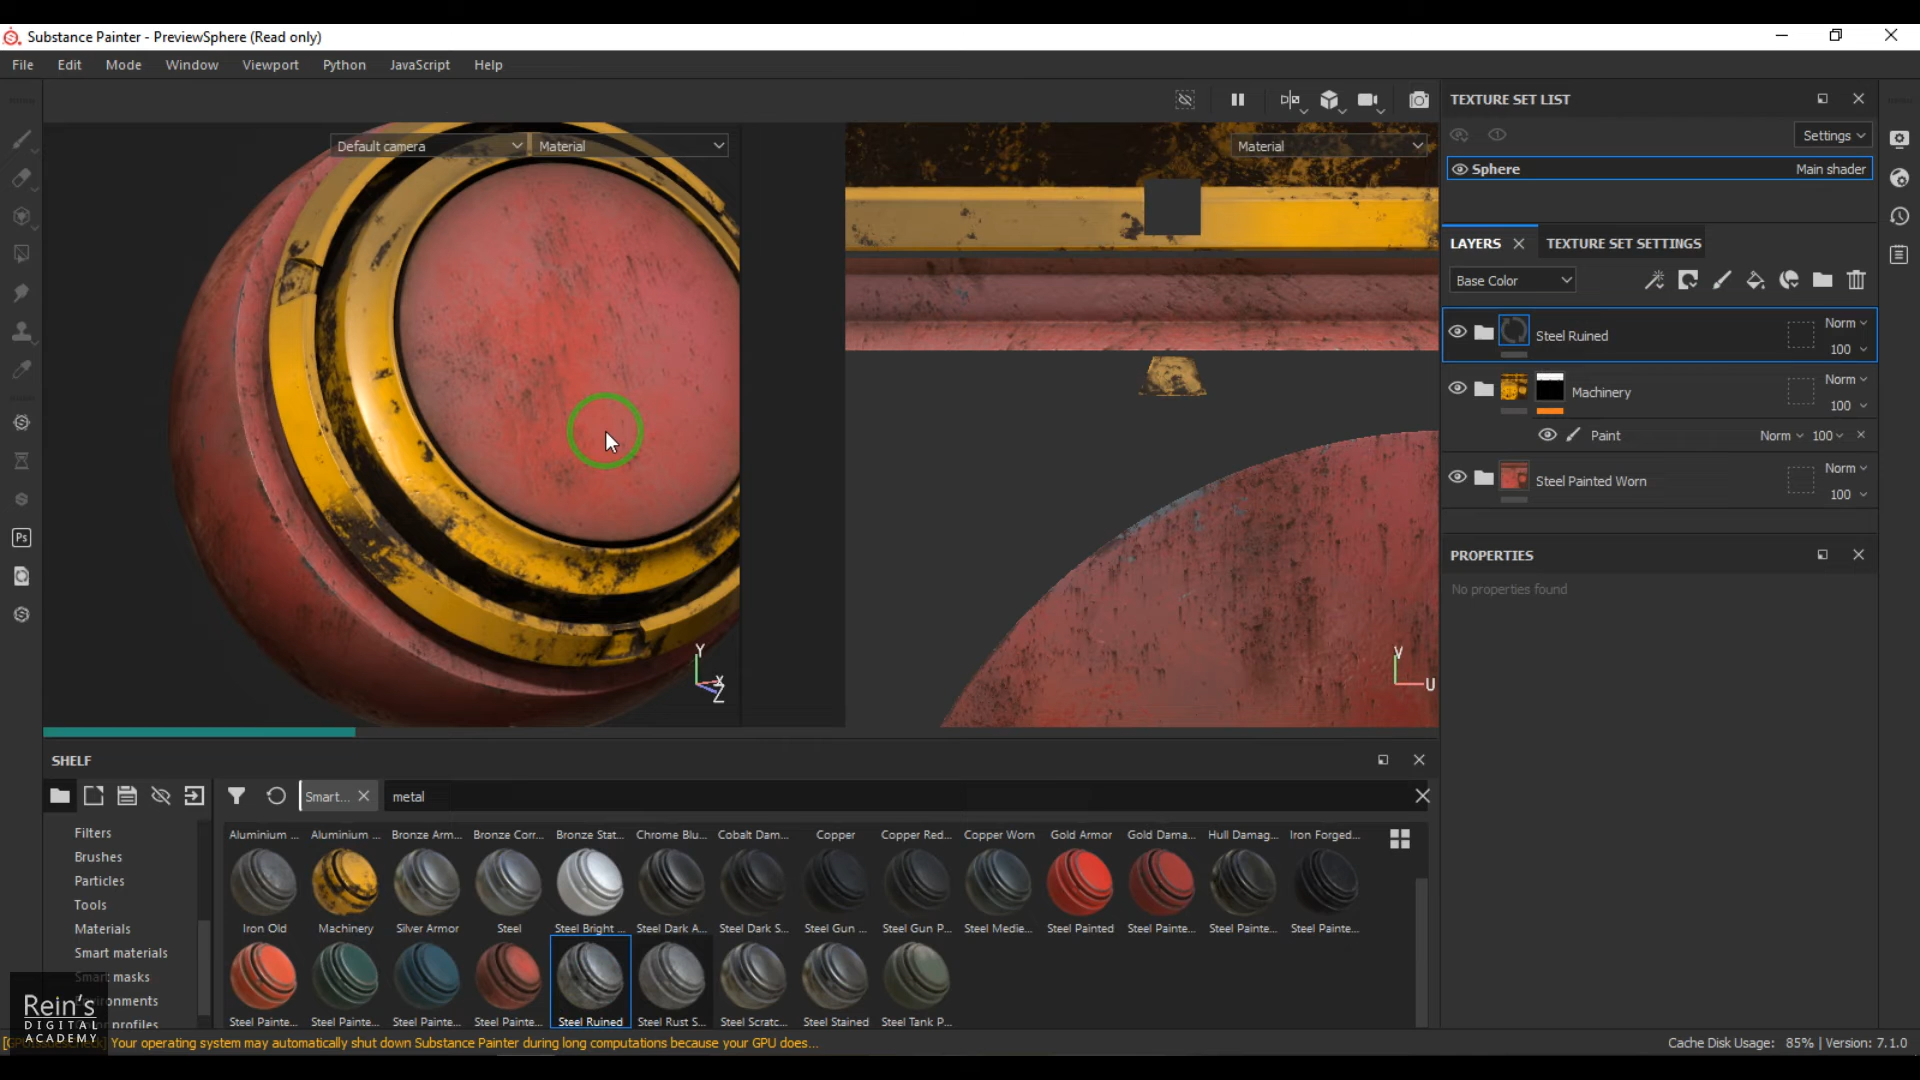 Substance Painter - PreviewSphere (Read only)
File Edit Mode Window Viewport Python JavaScript Help
Default camera
Material
Material
TEXTURE SET LIST
Settings
Sphere
Main shader
LAYERS
TEXTURE SET SETTINGS
Base Color
Steel Ruined
Norm
100
Machinery
Norm
100
Paint
Norm
100
Steel Painted Worn
Norm
100
PROPERTIES
No properties found
Y
X
Z
V
U
SHELF
Smart...
metal
Filters
Brushes
Particles
Tools
Materials
Smart materials
Aluminium ... Aluminium ... Bronze Arm... Bronze Corr... Bronze Stat... Chrome Blu... Cobalt Dam... Copper Copper Red... Copper Worn Gold Armor Gold Dama... Hull Damag... Iron Forged...
Iron Old Machinery Silver Armor Steel Steel Bright ... Steel Dark A... Steel Dark S... Steel Gun ... Steel Gun P... Steel Medie... Steel Painted Steel Painte... Steel Painte... Steel Painte...
Steel Painte... Steel Painte... Steel Painte... Steel Painte... Steel Ruined Steel Rust S... Steel Scratc... Steel Stained Steel Tank P...
Rein's
DIGITAL
ACADEMY
Your operating system may automatically shut down Substance Painter during long computations because your GPU does...
Cache Disk Usage: 85% | Version: 7.1.0
Ps